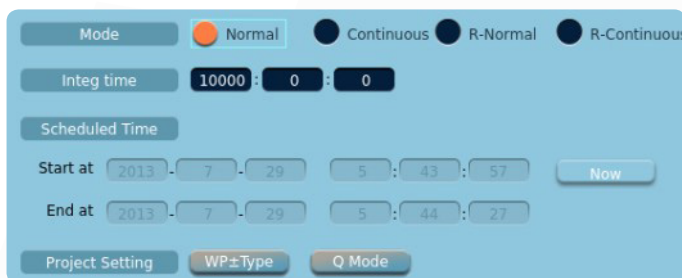 Mode Normal Continuous R-Normal R-Continuous
Integ time 10000 : 0 : 0
Scheduled Time
Start at 2013 - 7 - 29 5 : 43 : 57 Now
End at 2013 - 7 - 29 5 : 44 : 27
Project Setting WP±Type Q Mode